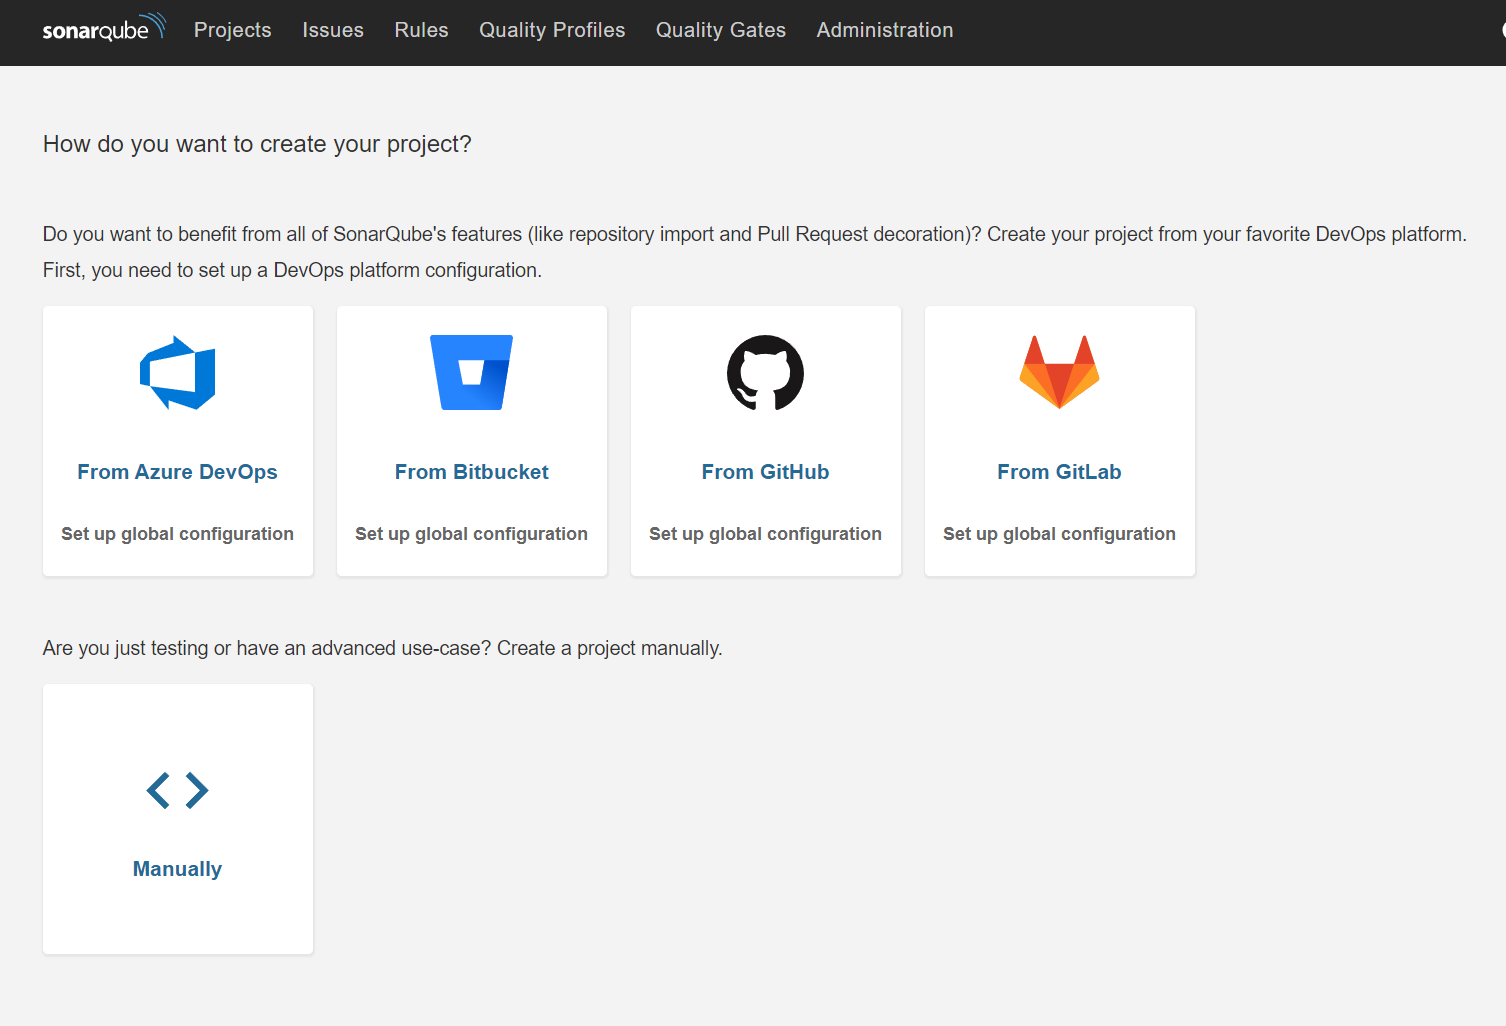 sonarqube Projects Issues Rules Quality Profiles Quality Gates Administration
How do you want to create your project?
Do you want to benefit from all of SonarQube's features (like repository import and Pull Request decoration)? Create your project from your favorite DevOps platform.
First, you need to set up a DevOps platform configuration.
From Azure DevOps From Bitbucket From GitHub From GitLab
Set up global configuration Set up global configuration Set up global configuration Set up global configuration
Are you just testing or have an advanced use-case? Create a project manually.
Manually